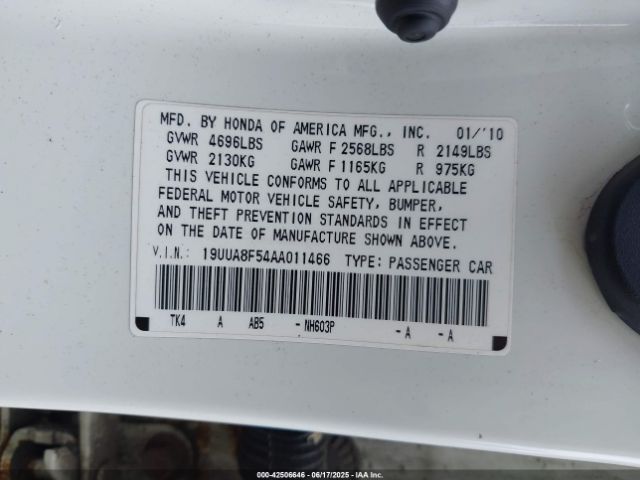 MFD. BY HONDA OF AMERICA MFG., INC. 01/'10
GVWR 4696LBS GAWR F 2568LBS R 2149LBS
GVWR 2130KG GAWR F 1165KG R 975KG
THIS VEHICLE CONFORMS TO ALL APPLICABLE
FEDERAL MOTOR VEHICLE SAFETY, BUMPER,
AND THEFT PREVENTION STANDARDS IN EFFECT
ON THE DATE OF MANUFACTURE SHOWN ABOVE.
V.I.N.: 19UUA8F54AA011466 TYPE: PASSENGER CAR
TK4 A AB5 -NH603P -A -A
000-42506646 - 06/17/2025 - IAAI.COM